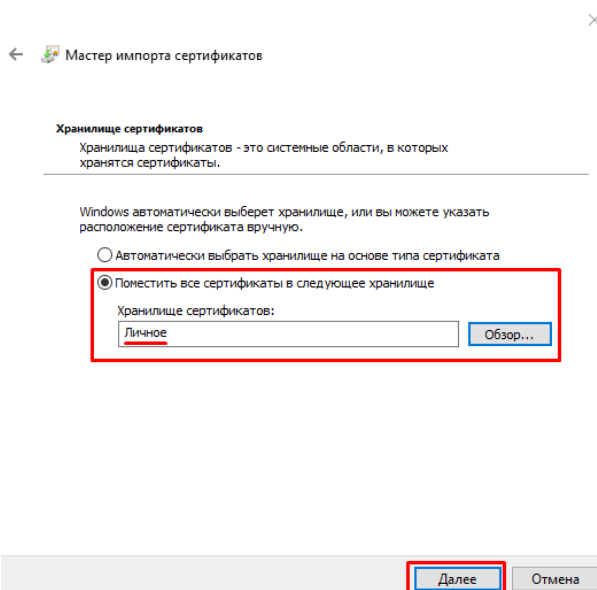 Мастер импорта сертификатов
Хранилище сертификатов
Хранилища сертификатов - это системные области, в которых
хранятся сертификаты.
Windows автоматически выберет хранилище, или вы можете указать
расположение сертификата вручную.
Автоматически выбрать хранилище на основе типа сертификата
Поместить все сертификаты в следующее хранилище
Хранилище сертификатов:
Личное
Обзор...
Далее
Отмена